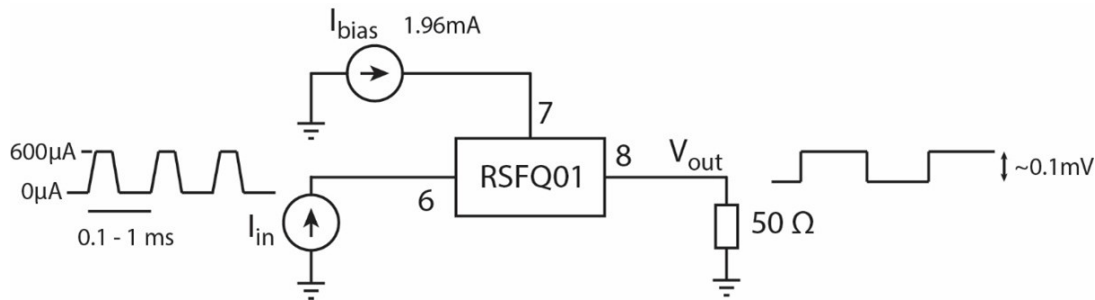 I_bias 1.96mA
7
600μA
0μA
0.1 - 1 ms
I_in
6
RSFQ01
8
V_out
50 Ω
~0.1mV